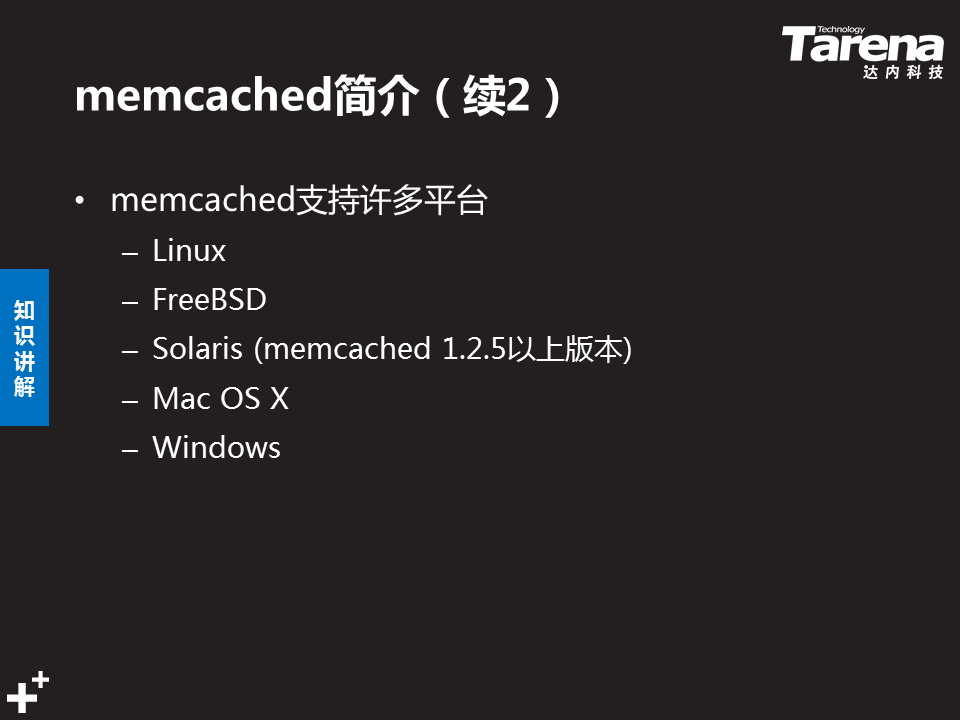 Technology
Tarena
达内科技
memcached简介（续2）
• memcached支持许多平台
– Linux
– FreeBSD
– Solaris (memcached 1.2.5以上版本)
– Mac OS X
– Windows
知识讲解